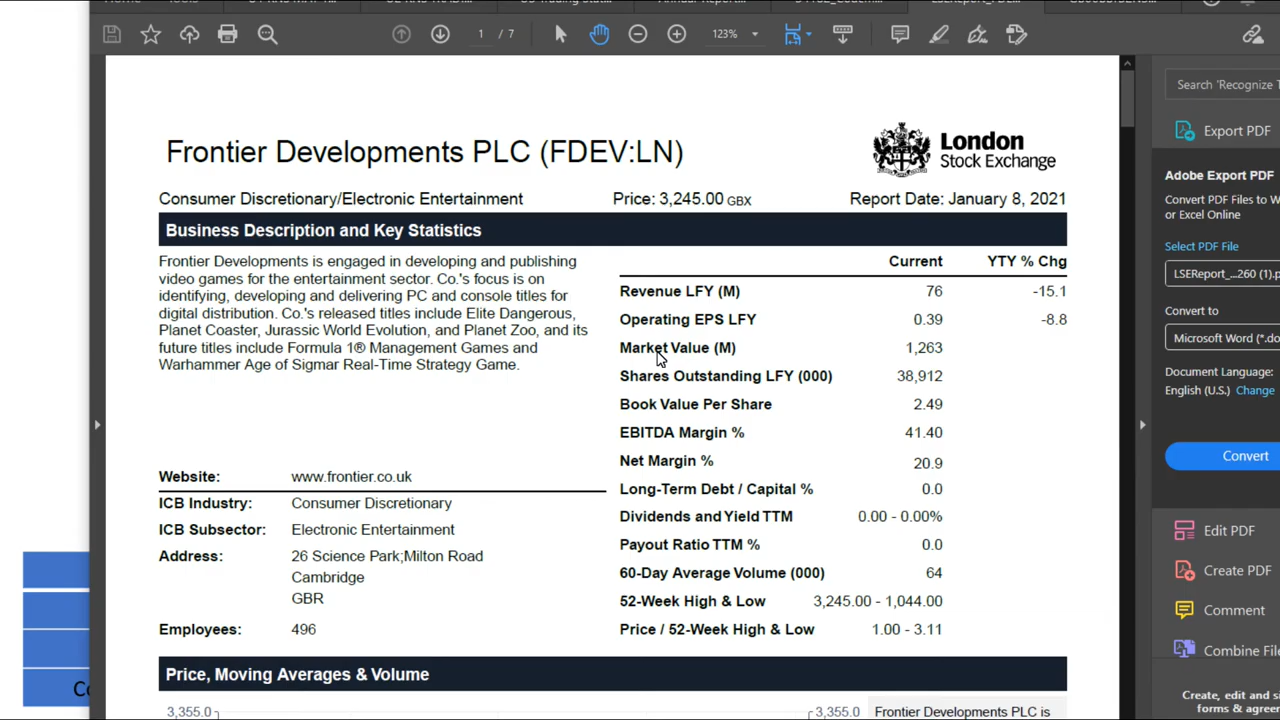 1 / 7
123%
Search 'Recognize T
Export PDF
Adobe Export PDF
Convert PDF Files to W
or Excel Online
Select PDF File
LSEReport_...260 (1).p
Convert to
Microsoft Word (*.do
Document Language:
English (U.S.) Change
Convert
Edit PDF
Create PDF
Comment
Combine File
Create, edit and si
forms & agree
Frontier Developments PLC (FDEV:LN)
London
Stock Exchange
Consumer Discretionary/Electronic Entertainment
Price: 3,245.00 GBX
Report Date: January 8, 2021
Business Description and Key Statistics
Frontier Developments is engaged in developing and publishing
video games for the entertainment sector. Co.'s focus is on
identifying, developing and delivering PC and console titles for
digital distribution. Co.'s released titles include Elite Dangerous,
Planet Coaster, Jurassic World Evolution, and Planet Zoo, and its
future titles include Formula 1® Management Games and
Warhammer Age of Sigmar Real-Time Strategy Game.
Website: www.frontier.co.uk
ICB Industry: Consumer Discretionary
ICB Subsector: Electronic Entertainment
Address: 26 Science Park;Milton Road
Cambridge
GBR
Employees: 496
Current YTY % Chg
Revenue LFY (M) 76 -15.1
Operating EPS LFY 0.39 -8.8
Market Value (M) 1,263
Shares Outstanding LFY (000) 38,912
Book Value Per Share 2.49
EBITDA Margin % 41.40
Net Margin % 20.9
Long-Term Debt / Capital % 0.0
Dividends and Yield TTM 0.00 - 0.00%
Payout Ratio TTM % 0.0
60-Day Average Volume (000) 64
52-Week High & Low 3,245.00 - 1,044.00
Price / 52-Week High & Low 1.00 - 3.11
Price, Moving Averages & Volume
3,355.0
3,355.0
Frontier Developments PLC is